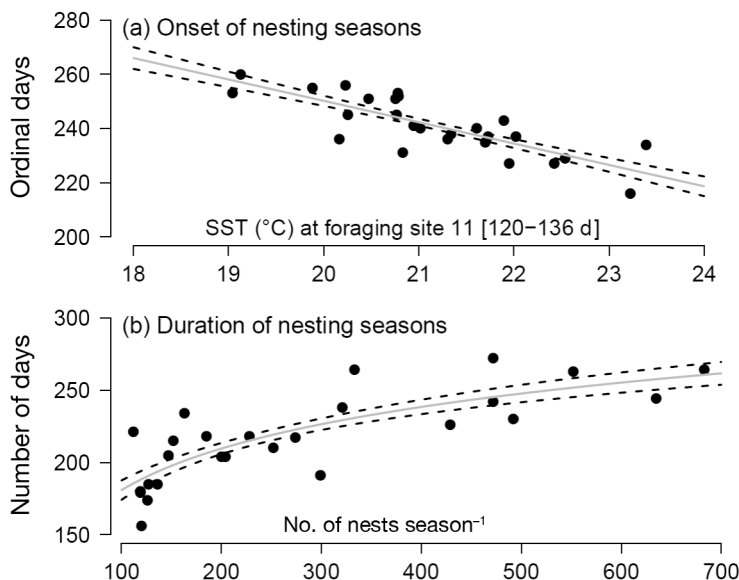 (a) Onset of nesting seasons
Ordinal days
280
260
240
220
200
SST (°C) at foraging site 11 [120−136 d]
18 19 20 21 22 23 24
(b) Duration of nesting seasons
Number of days
300
250
200
150
No. of nests season⁻¹
100 200 300 400 500 600 700